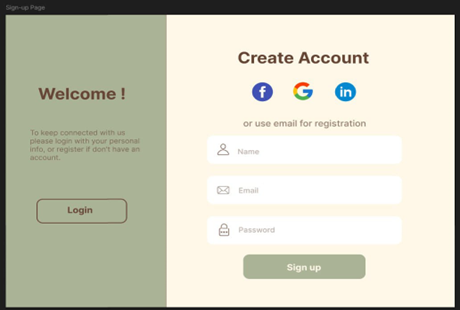 Sign-up Page
Welcome !
To keep connected with us
please login with your personal
info, or register if don't have an
account.
Login
Create Account
f
G
in
or use email for registration
Name
Email
Password
Sign up